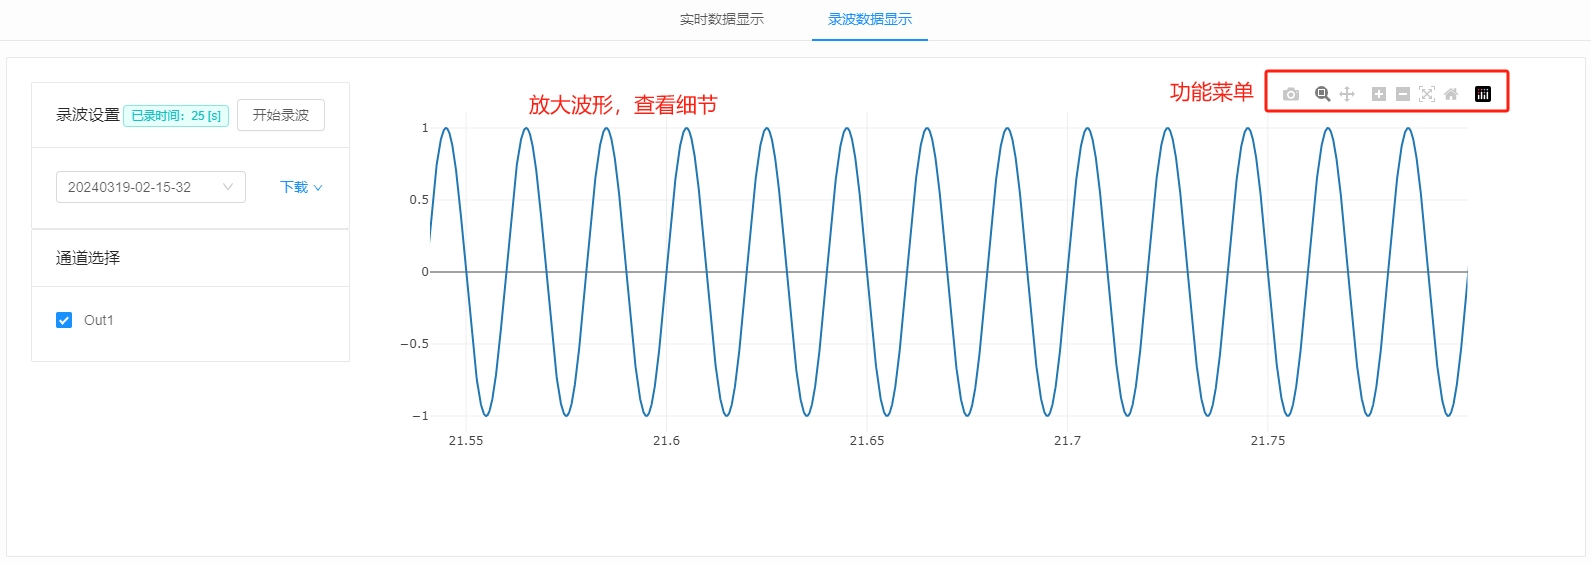 实时数据显示 录波数据显示
录波设置 已录时间：25 [s] 开始录波
20240319-02-15-32 下载
通道选择
Out1
放大波形，查看细节
功能菜单
1
0.5
0
−0.5
−1
21.55 21.6 21.65 21.7 21.75